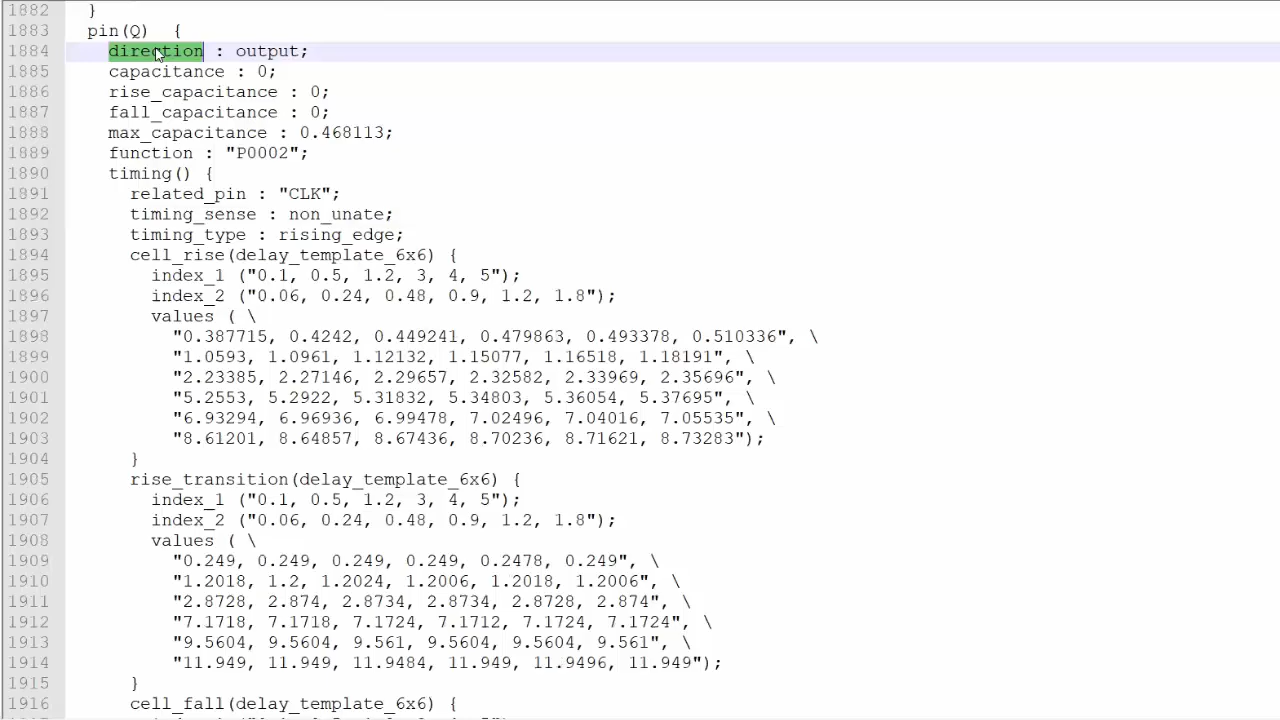 1882 }
1883 pin(Q) {
1884 direction : output;
1885 capacitance : 0;
1886 rise_capacitance : 0;
1887 fall_capacitance : 0;
1888 max_capacitance : 0.468113;
1889 function : "P0002";
1890 timing() {
1891 related_pin : "CLK";
1892 timing_sense : non_unate;
1893 timing_type : rising_edge;
1894 cell_rise(delay_template_6x6) {
1895 index_1 ("0.1, 0.5, 1.2, 3, 4, 5");
1896 index_2 ("0.06, 0.24, 0.48, 0.9, 1.2, 1.8");
1897 values ( \
1898 "0.387715, 0.4242, 0.449241, 0.479863, 0.493378, 0.510336", \
1899 "1.0593, 1.0961, 1.12132, 1.15077, 1.16518, 1.18191", \
1900 "2.23385, 2.27146, 2.29657, 2.32582, 2.33969, 2.35696", \
1901 "5.2553, 5.2922, 5.31832, 5.34803, 5.36054, 5.37695", \
1902 "6.93294, 6.96936, 6.99478, 7.02496, 7.04016, 7.05535", \
1903 "8.61201, 8.64857, 8.67436, 8.70236, 8.71621, 8.73283");
1904 }
1905 rise_transition(delay_template_6x6) {
1906 index_1 ("0.1, 0.5, 1.2, 3, 4, 5");
1907 index_2 ("0.06, 0.24, 0.48, 0.9, 1.2, 1.8");
1908 values ( \
1909 "0.249, 0.249, 0.249, 0.249, 0.2478, 0.249", \
1910 "1.2018, 1.2, 1.2024, 1.2006, 1.2018, 1.2006", \
1911 "2.8728, 2.874, 2.8734, 2.8734, 2.8728, 2.874", \
1912 "7.1718, 7.1718, 7.1724, 7.1712, 7.1724, 7.1724", \
1913 "9.5604, 9.5604, 9.561, 9.5604, 9.5604, 9.561", \
1914 "11.949, 11.949, 11.9484, 11.949, 11.9496, 11.949");
1915 }
1916 cell_fall(delay_template_6x6) {